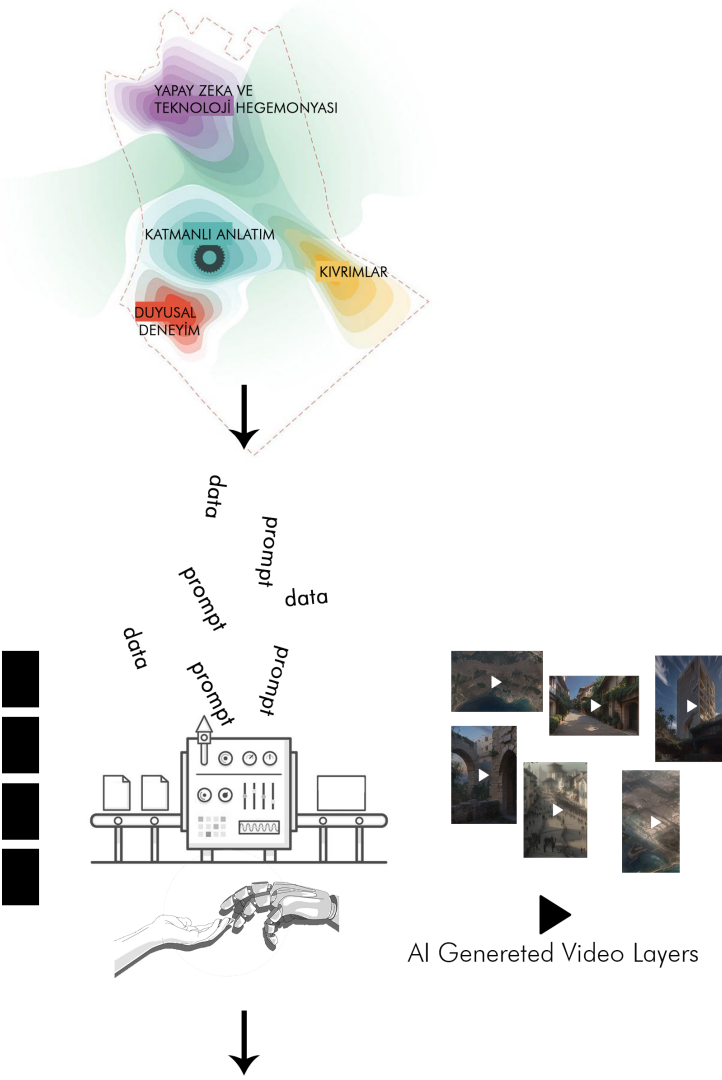 YAPAY ZEKA VE
TEKNOLOJİ HEGEMONYASI
KATMANLI ANLATIM
KIVRIMLAR
DUYUSAL
DENEYİM
data
prompt
prompt
data
data
prompt
prompt
AI Genereted Video Layers